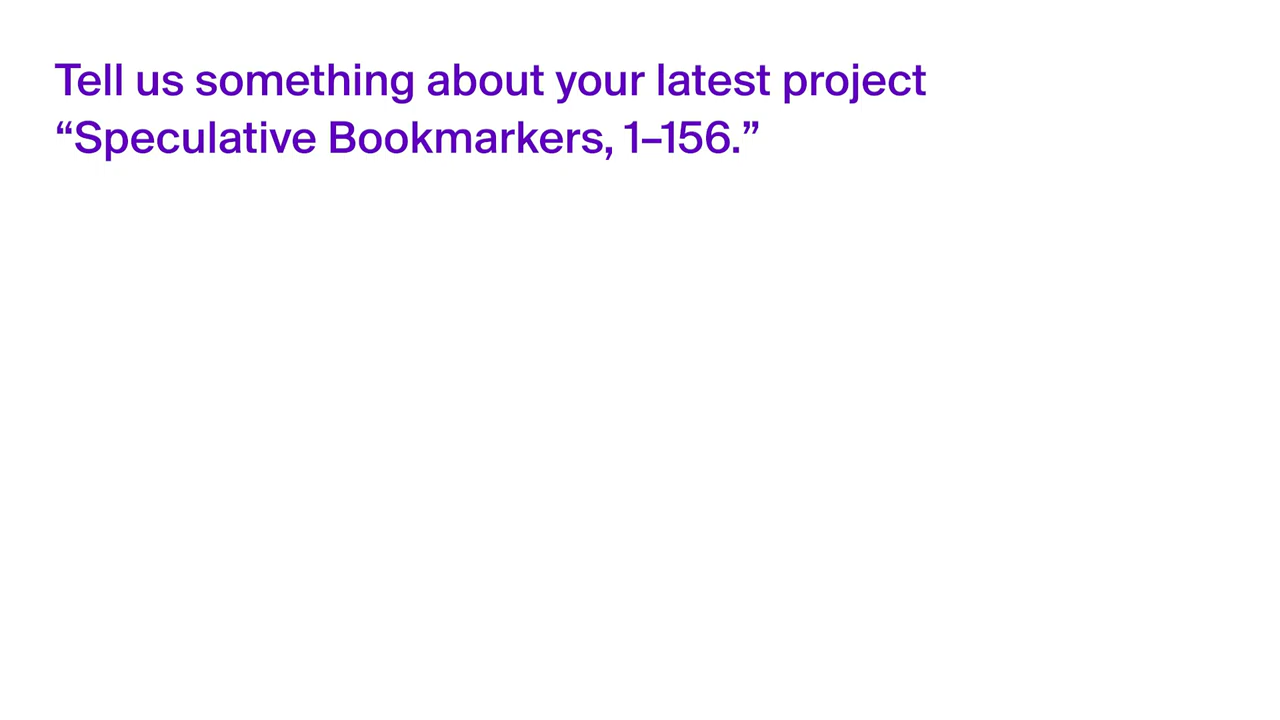 Tell us something about your latest project
“Speculative Bookmarkers, 1–156.”